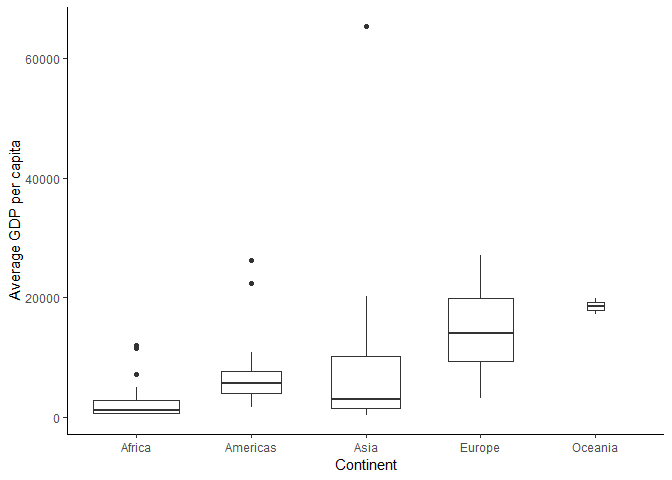 Average GDP per capita
60000
40000
20000
0
Africa Americas Asia Europe Oceania
Continent